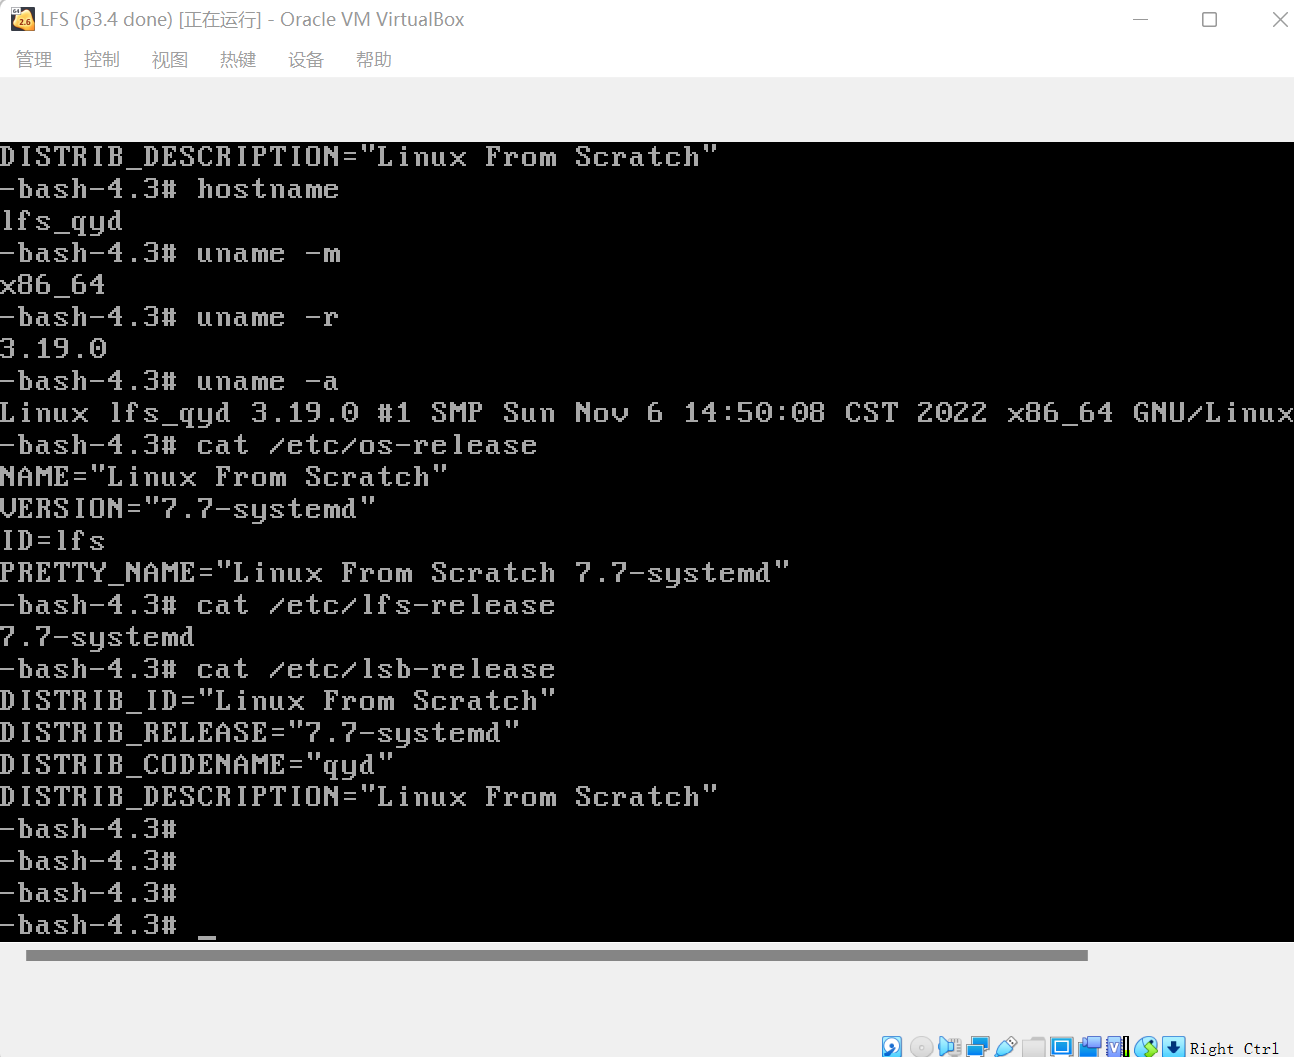 LFS (p3.4 done) [正在运行] - Oracle VM VirtualBox
管理 控制 视图 热键 设备 帮助
DISTRIB_DESCRIPTION="Linux From Scratch"
-bash-4.3# hostname
lfs_qyd
-bash-4.3# uname -m
x86_64
-bash-4.3# uname -r
3.19.0
-bash-4.3# uname -a
Linux lfs_qyd 3.19.0 #1 SMP Sun Nov 6 14:50:08 CST 2022 x86_64 GNU/Linux
-bash-4.3# cat /etc/os-release
NAME="Linux From Scratch"
VERSION="7.7-systemd"
ID=lfs
PRETTY_NAME="Linux From Scratch 7.7-systemd"
-bash-4.3# cat /etc/lfs-release
7.7-systemd
-bash-4.3# cat /etc/lsb-release
DISTRIB_ID="Linux From Scratch"
DISTRIB_RELEASE="7.7-systemd"
DISTRIB_CODENAME="qyd"
DISTRIB_DESCRIPTION="Linux From Scratch"
-bash-4.3#
-bash-4.3#
-bash-4.3#
-bash-4.3# _
Right Ctrl